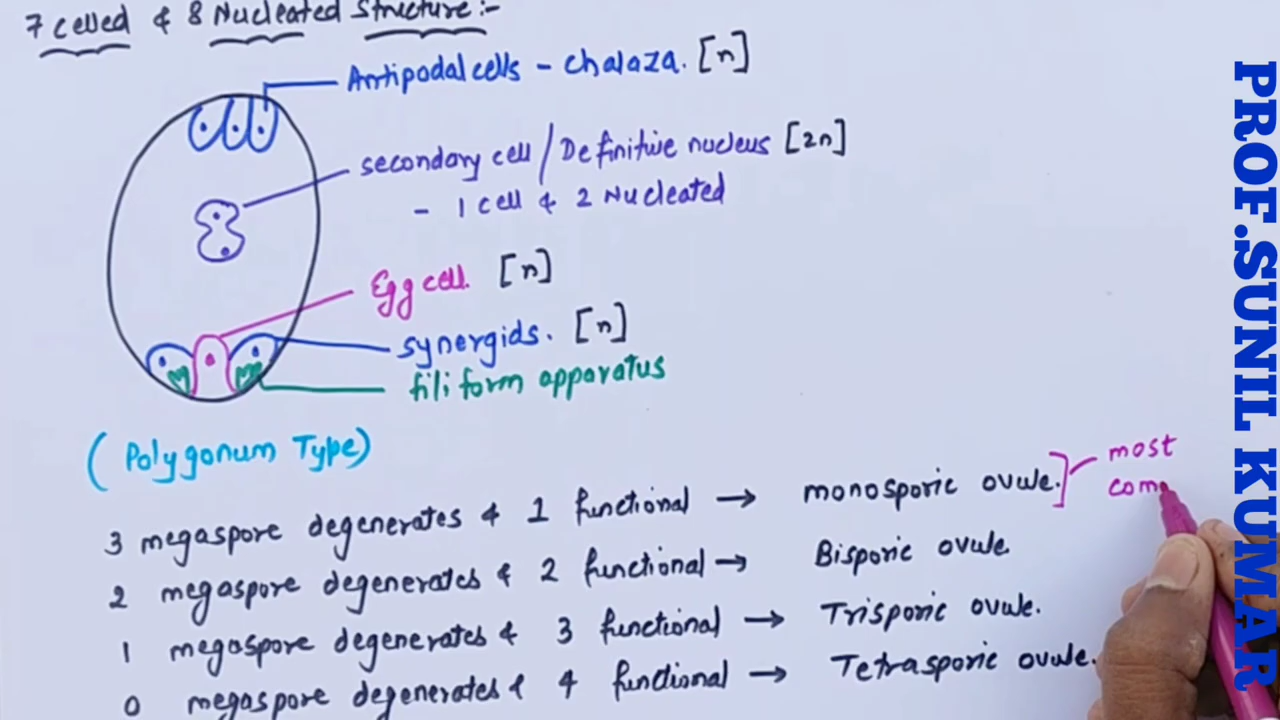 7 celled & 8 Nucleated Structure:-
Antipodal cells - chalaza. [n]
secondary cell / Definitive nucleus [2n]
- 1 cell & 2 Nucleated
Egg cell. [n]
synergids. [n]
filiform apparatus
(Polygonum Type)
3 megaspore degenerates & 1 functional → monosporic ovule.] most
com
2 megaspore degenerates & 2 functional → Bisporic ovule.
1 megaspore degenerates & 3 functional → Trisporic ovule.
0 megaspore degenerates & 4 functional → Tetrasporic ovule.
PROF.SUNIL KUMAR